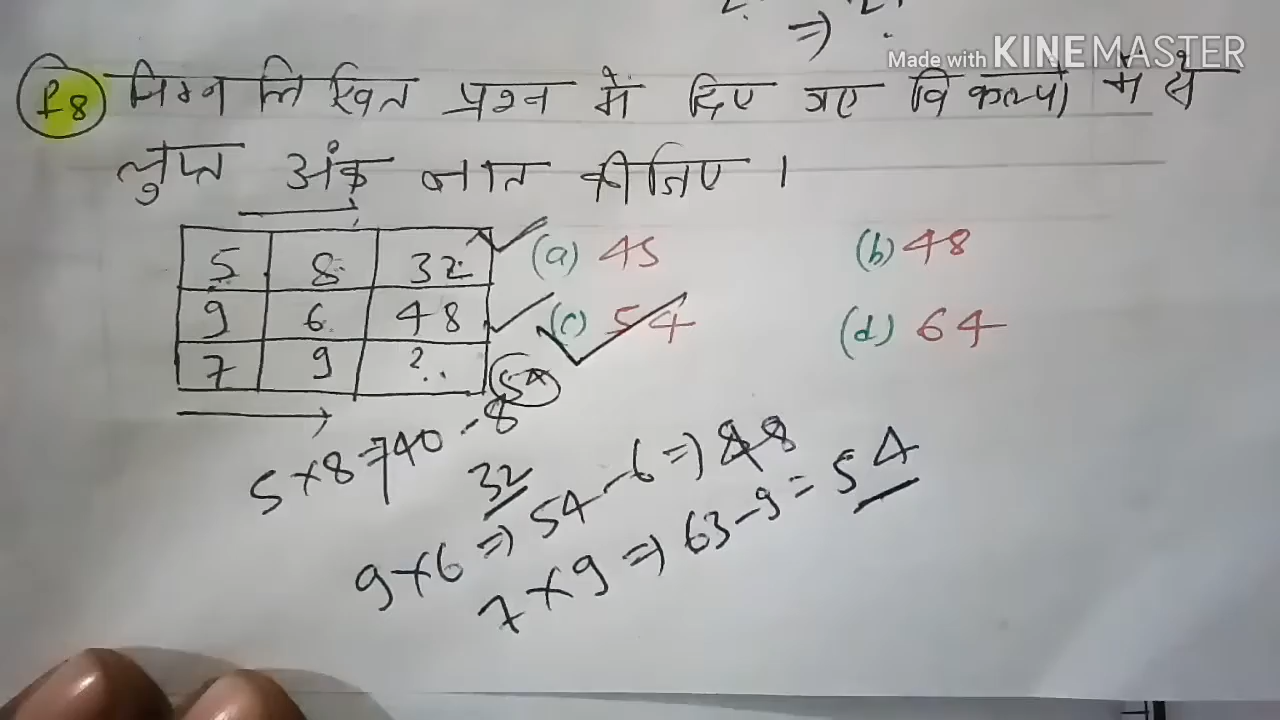 Made with KINEMASTER
18 निम्न लिखित प्रश्न में दिए गए विकल्पो में से
लुप्त अंक ज्ञात कीजिए ।
5 8 32 (a) 45 (b) 48
9 6 48 (c) 54 (d) 64
7 9 ? 54
5×8=)40-8
32
9×6=)54-6=)48
7×9=)63-9=54